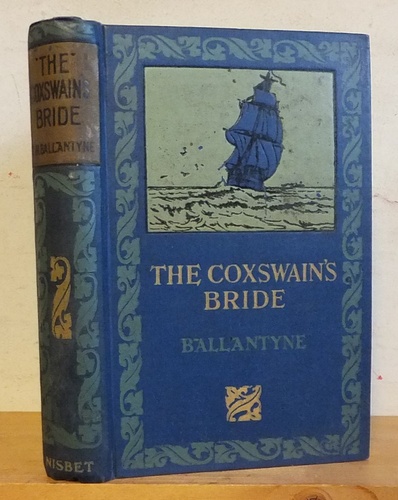 "THE"
COXSWAIN'S
BRIDE
BALLANTYNE
NISBET
THE COXSWAIN'S
BRIDE
BALLANTYNE